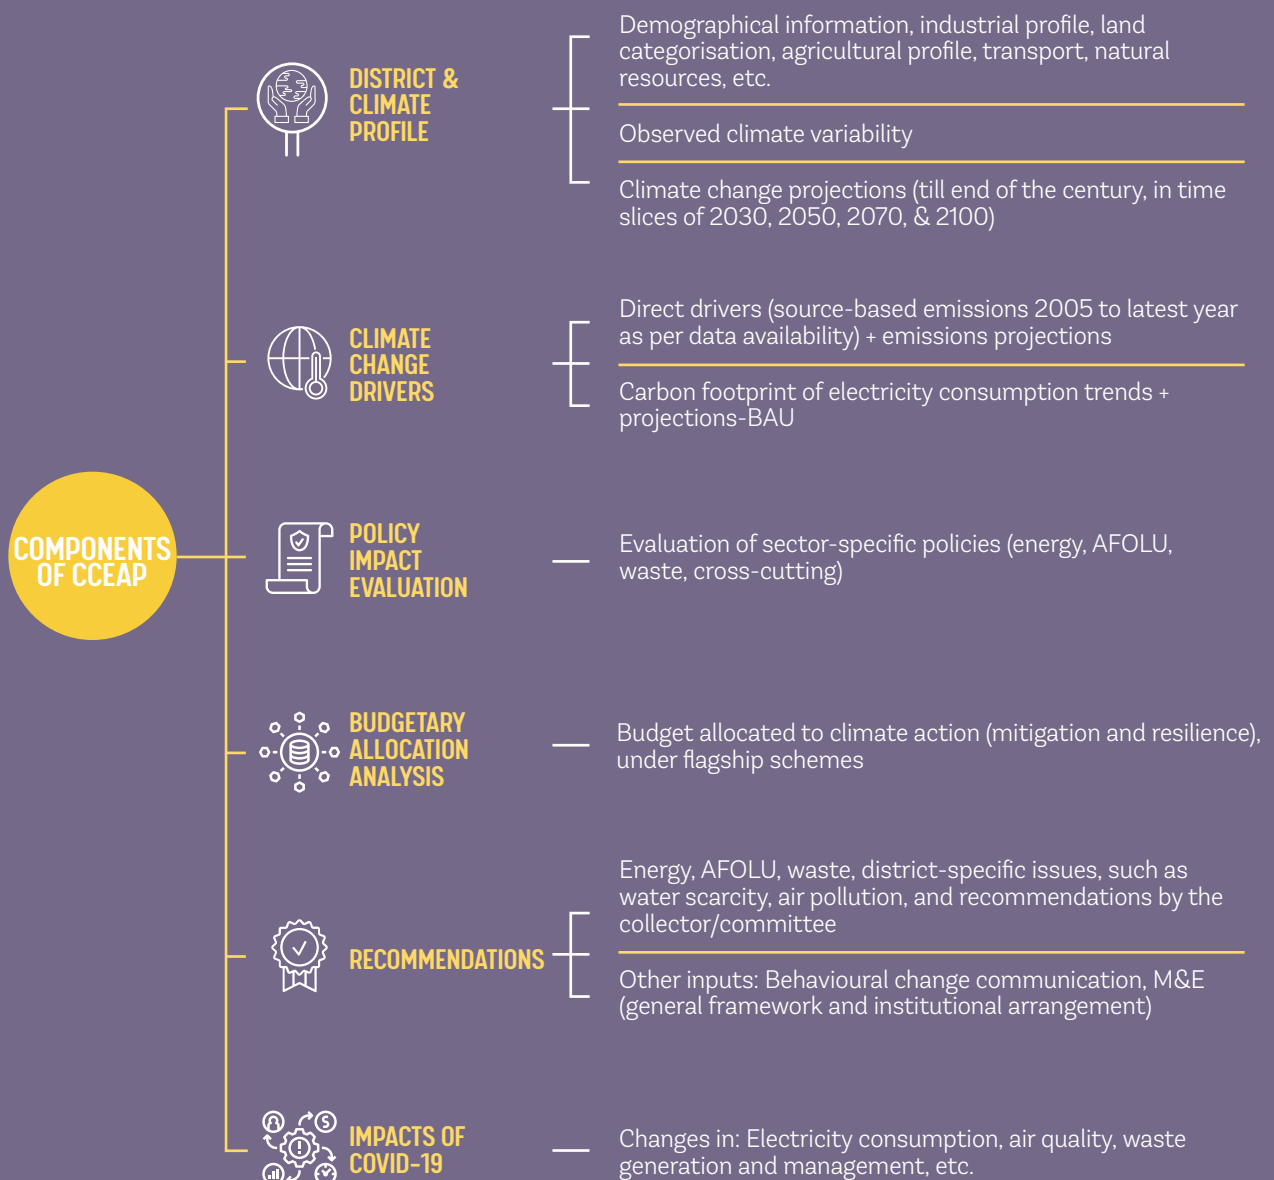 COMPONENTS
OF CCEAP
DISTRICT &
CLIMATE
PROFILE
Demographical information, industrial profile, land
categorisation, agricultural profile, transport, natural
resources, etc.
Observed climate variability
Climate change projections (till end of the century, in time
slices of 2030, 2050, 2070, & 2100)
CLIMATE
CHANGE
DRIVERS
Direct drivers (source-based emissions 2005 to latest year
as per data availability) + emissions projections
Carbon footprint of electricity consumption trends +
projections-BAU
POLICY
IMPACT
EVALUATION
Evaluation of sector-specific policies (energy, AFOLU,
waste, cross-cutting)
BUDGETARY
ALLOCATION
ANALYSIS
Budget allocated to climate action (mitigation and resilience),
under flagship schemes
RECOMMENDATIONS
Energy, AFOLU, waste, district-specific issues, such as
water scarcity, air pollution, and recommendations by the
collector/committee
Other inputs: Behavioural change communication, M&E
(general framework and institutional arrangement)
IMPACTS OF
COVID-19
Changes in: Electricity consumption, air quality, waste
generation and management, etc.